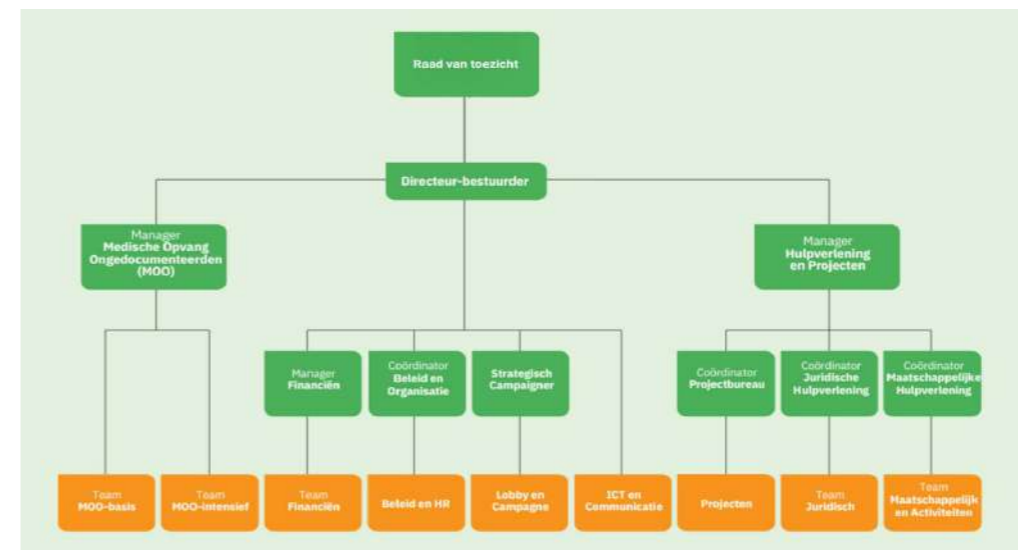 Raad van toezicht
Directeur-bestuurder
Manager
Medische Opvang
Ongedocumenteerden
(MOO)
Manager
Hulpverlening
en Projecten
Manager
Financiën
Coördinator
Beleid en
Organisatie
Strategisch
Campaigner
Coördinator
Projectbureau
Coördinator
Juridische
Hulpverlening
Coördinator
Maatschappelijke
Hulpverlening
Team
MOO-basis
Team
MOO-intensief
Team
Financiën
Beleid en HR
Lobby en
Campagne
ICT en
Communicatie
Projecten
Team
Juridisch
Team
Maatschappelijk
en Activiteiten